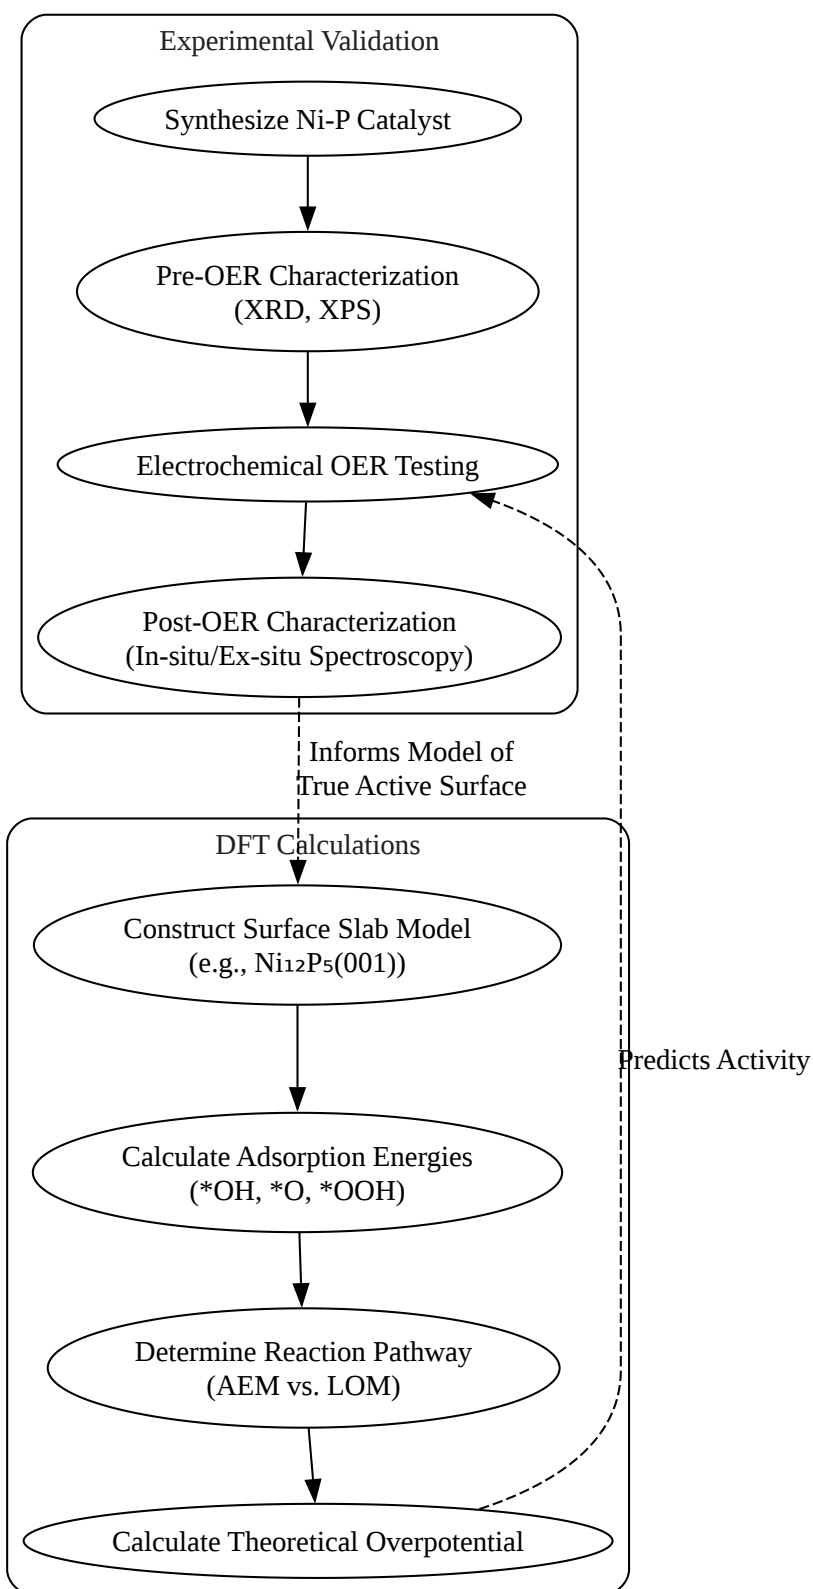 Experimental Validation
Synthesize Ni-P Catalyst
Pre-OER Characterization
(XRD, XPS)
Electrochemical OER Testing
Post-OER Characterization
(In-situ/Ex-situ Spectroscopy)
Informs Model of
True Active Surface
DFT Calculations
Construct Surface Slab Model
(e.g., Ni₁₂P₅(001))
Predicts Activity
Calculate Adsorption Energies
(*OH, *O, *OOH)
Determine Reaction Pathway
(AEM vs. LOM)
Calculate Theoretical Overpotential